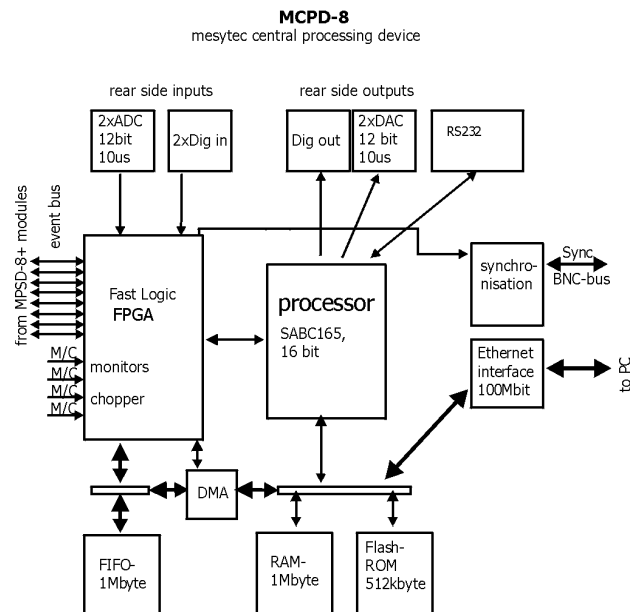 MCPD-8
mesytec central processing device
rear side inputs
rear side outputs
2xADC
12bit
10us
2xDig in
Dig out
2xDAC
12 bit
10us
RS232
from MPSD-8+ modules
event bus
Fast Logic
FPGA
M/C
M/C
M/C
M/C
monitors
chopper
processor
SABC165,
16 bit
synchro-
nisation
Sync
BNC-bus
Ethernet
interface
100Mbit
to PC
DMA
FIFO-
1Mbyte
RAM-
1Mbyte
Flash-
ROM
512kbyte